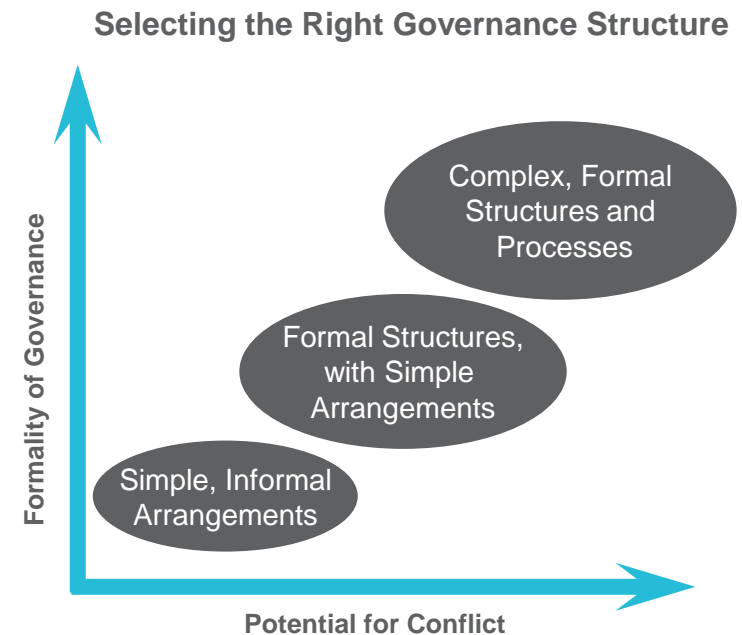 Selecting the Right Governance Structure
Complex, Formal
Structures and
Processes
Formal Structures,
with Simple
Arrangements
Simple, Informal
Arrangements
Formality of Governance
Potential for Conflict